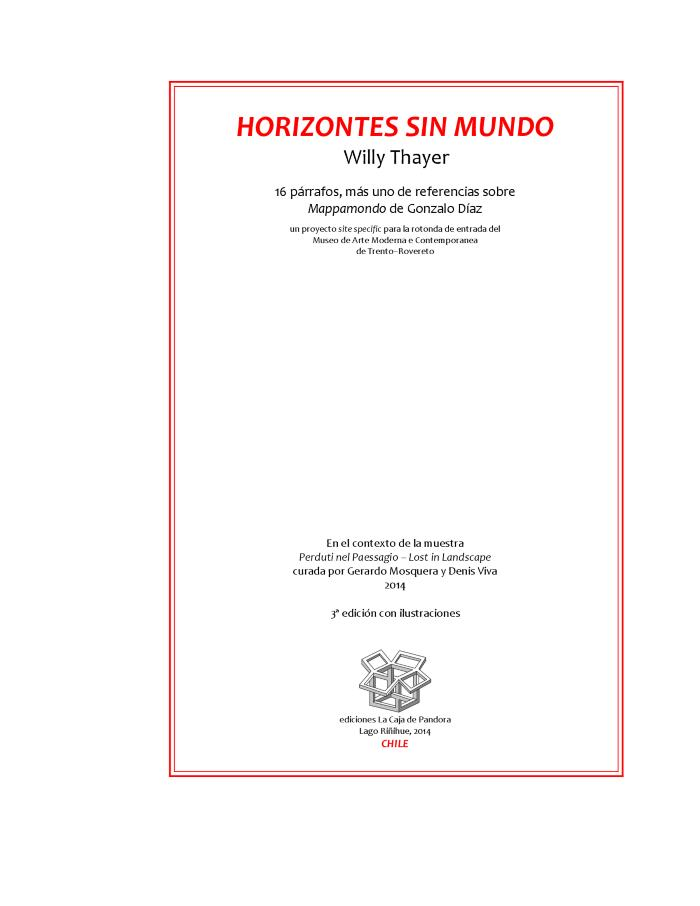 HORIZONTES SIN MUNDO
Willy Thayer
16 párrafos, más uno de referencias sobre
Mappamondo de Gonzalo Díaz
un proyecto site specific para la rotonda de entrada del
Museo de Arte Moderna e Contemporanea
de Trento–Rovereto
En el contexto de la muestra
Perduti nel Paessagio – Lost in Landscape
curada por Gerardo Mosquera y Denis Viva
2014
3ª edición con ilustraciones
ediciones La Caja de Pandora
Lago Riñihue, 2014
CHILE